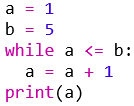 a = 1
b = 5
while a <= b:
  a = a + 1
print(a)